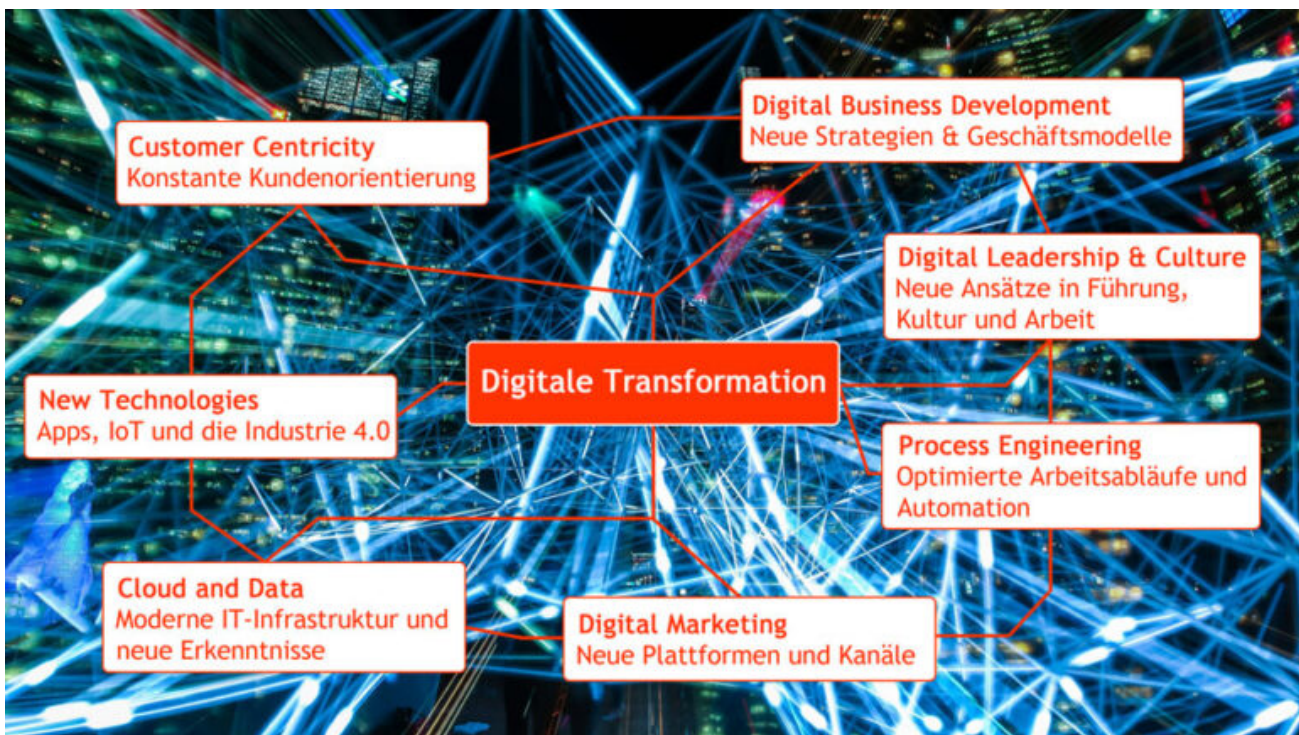 Digital Business Development
Neue Strategien & Geschäftsmodelle
Customer Centricity
Konstante Kundenorientierung
Digital Leadership & Culture
Neue Ansätze in Führung,
Kultur und Arbeit
Digitale Transformation
New Technologies
Apps, IoT und die Industrie 4.0
Process Engineering
Optimierte Arbeitsabläufe und
Automation
Cloud and Data
Moderne IT-Infrastruktur und
neue Erkenntnisse
Digital Marketing
Neue Plattformen und Kanäle